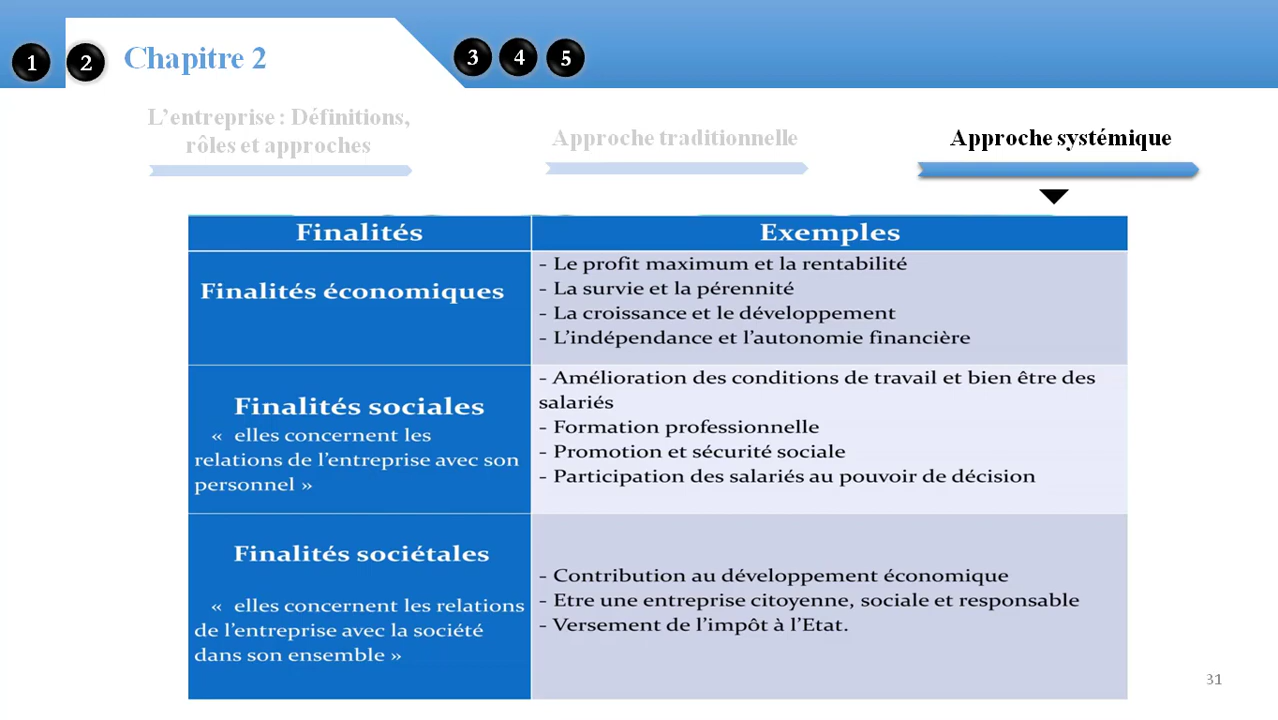 1
2
Chapitre 2
3
4
5
L’entreprise : Définitions,
rôles et approches
Approche traditionnelle
Approche systémique
Finalités
Exemples
Finalités économiques
- Le profit maximum et la rentabilité
- La survie et la pérennité
- La croissance et le développement
- L’indépendance et l’autonomie financière
Finalités sociales
« elles concernent les
relations de l’entreprise avec son
personnel »
- Amélioration des conditions de travail et bien être des
salariés
- Formation professionnelle
- Promotion et sécurité sociale
- Participation des salariés au pouvoir de décision
Finalités sociétales
« elles concernent les relations
de l’entreprise avec la société
dans son ensemble »
- Contribution au développement économique
- Etre une entreprise citoyenne, sociale et responsable
- Versement de l’impôt à l’Etat.
31